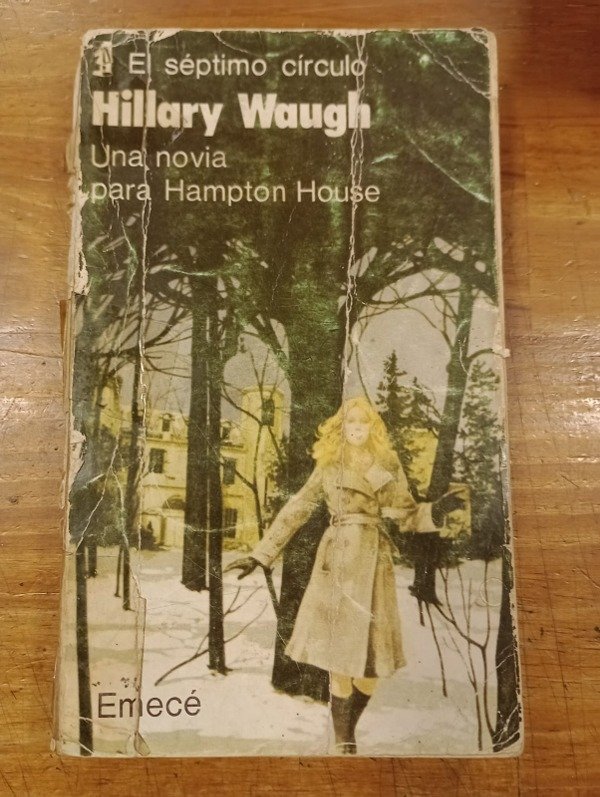 El séptimo círculo
Hillary Waugh
Una novia
para Hampton House
Emecé